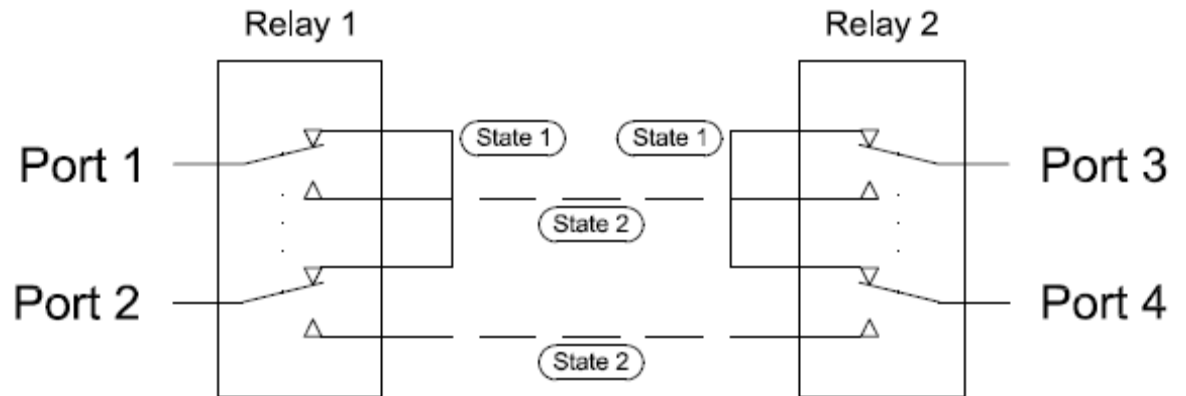 Relay 1
Relay 2
State 1
State 1
Port 1
Port 3
State 2
Port 2
Port 4
State 2